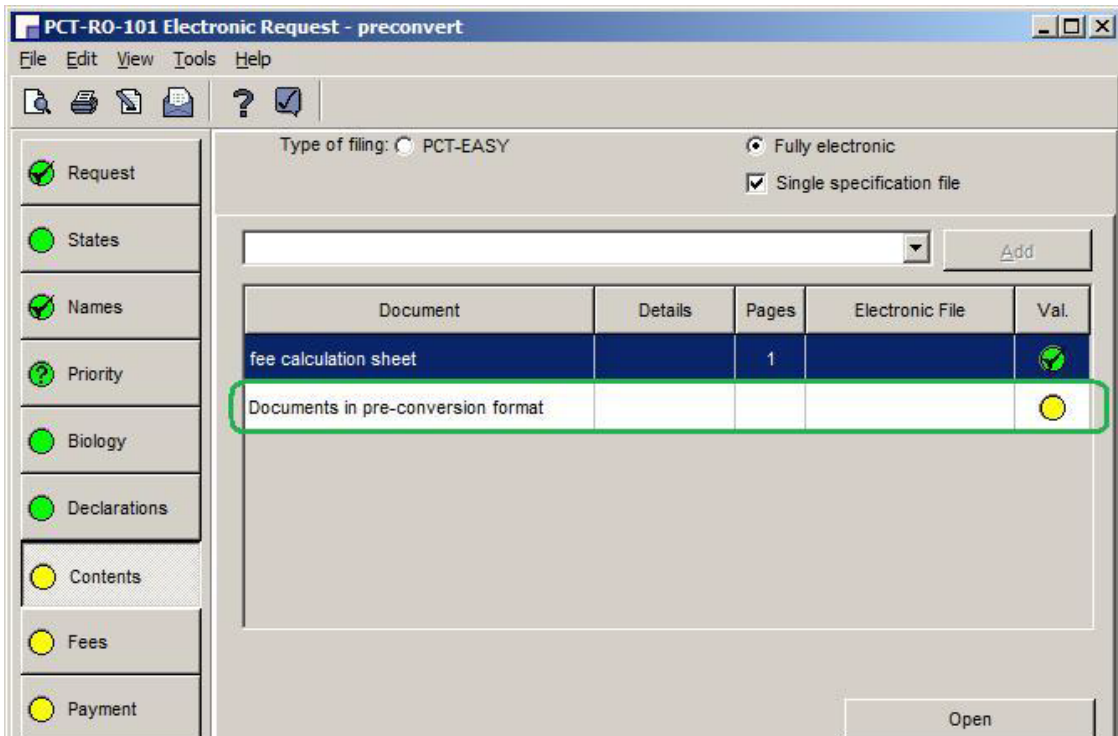 PCT-RO-101 Electronic Request - preconvert
File Edit View Tools Help
Type of filing: PCT-EASY Fully electronic
Single specification file
Request
States
Names
Priority
Biology
Declarations
Contents
Fees
Payment
Add
Document Details Pages Electronic File Val.
fee calculation sheet 1
Documents in pre-conversion format
Open